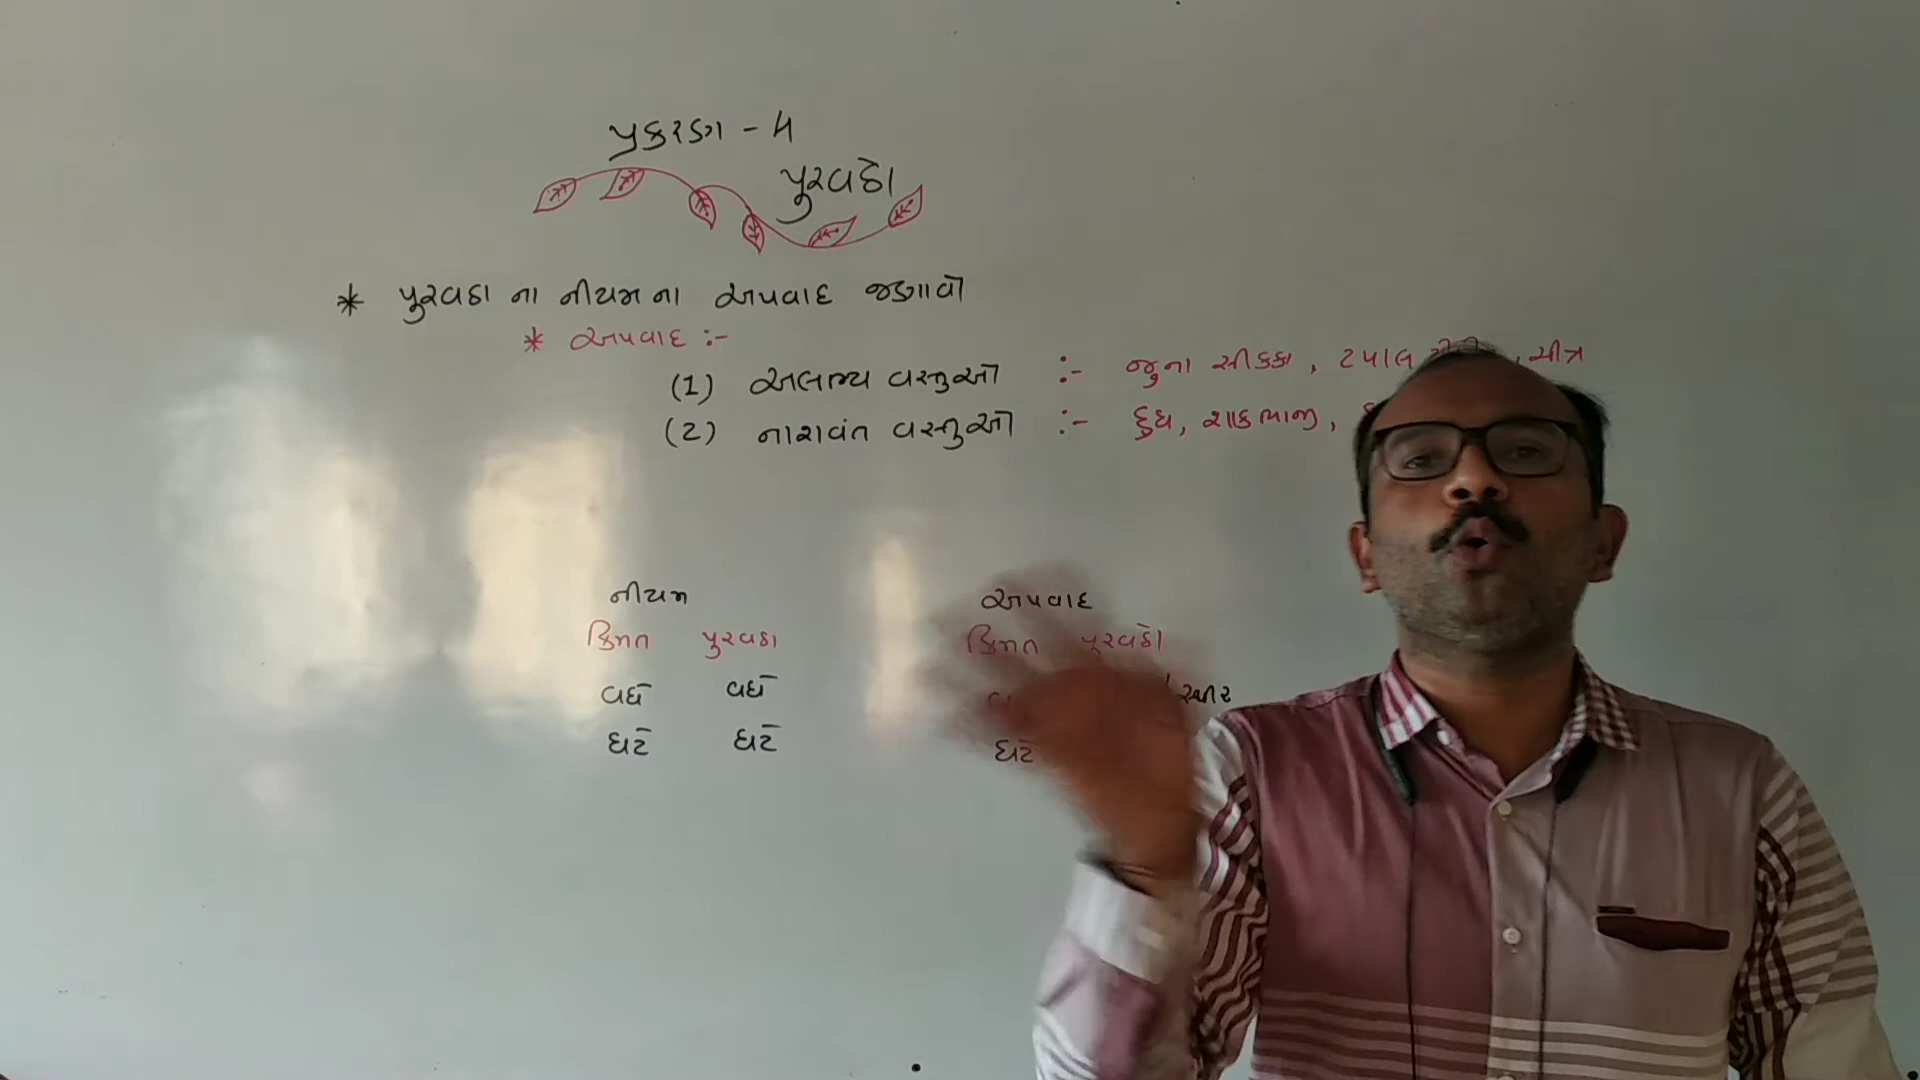 પ્રકરણ - 4
પુરવઠો
* પુરવઠા ના નીયમ ના અપવાદ જણાવો
* અપવાદ :-
(1) અલભ્ય વસ્તુઓ :- જુના સીકકા, ટપાલ , ચીત્ર
(2) નાશવંત વસ્તુઓ :- દુધ, શાકભાજી,
નીયમ અપવાદ
કિંમત પુરવઠા કિંમત પુરવઠો
વધે વધે
ઘટે ઘટે ઘટે